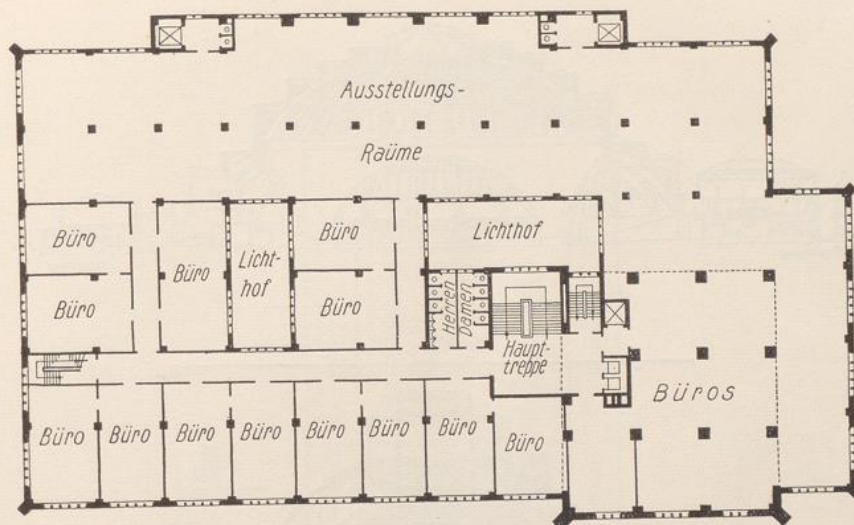 Ausstellungs-
Raüme
Büro
Büro
Büro
Licht-
hof
Büro
Büro
Lichthof
Herren
Damen
Haupt-
treppe
Büros
Büro
Büro
Büro
Büro
Büro
Büro
Büro
Büro